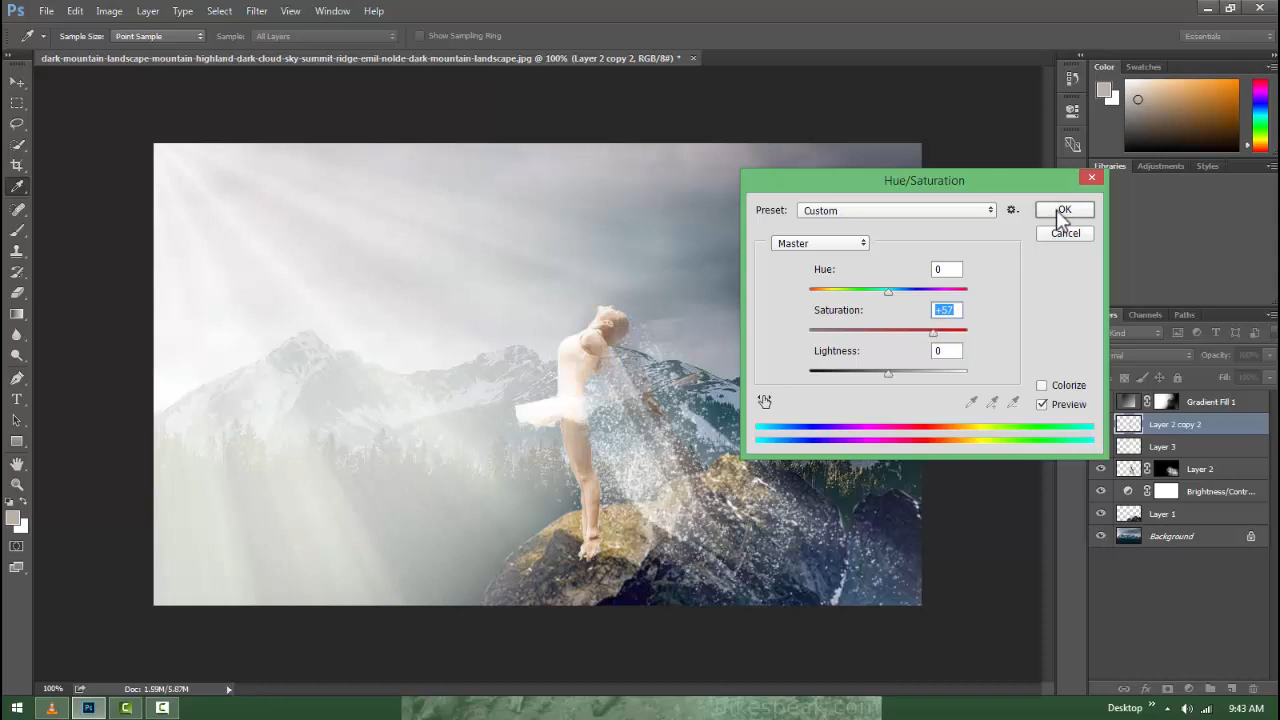 Ps File Edit Image Layer Type Select Filter View Window Help
Sample Size: Point Sample Sample: All Layers Show Sampling Ring Essentials
dark-mountain-landscape-mountain-highland-dark-cloud-sky-summit-ridge-emil-nolde-dark-mountain-landscape.jpg @ 100% (Layer 2 copy 2, RGB/8#) *
Color Swatches
Libraries Adjustments Styles
Hue/Saturation
Preset: Custom OK
Cancel
Master
Hue: 0
Saturation: +57
Lightness: 0
Colorize
Preview
Channels Paths
Kind
Opacity: 100%
Fill: 100%
Gradient Fill 1
Layer 2 copy 2
Layer 3
Layer 2
Brightness/Contr...
Layer 1
Background
100% Doc: 1.59M/5.87M
Ps Desktop 9:43 AM